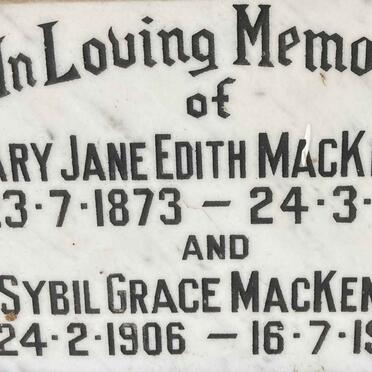 In Loving Memo
of
ARY JANE EDITH MACK
3·7·1873 — 24·3·
AND
SYBIL GRACE MACKEN
24·2·1906 — 16·7·19